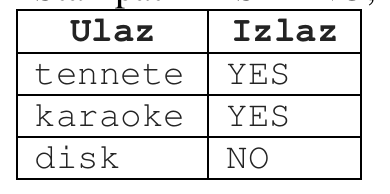 Ulaz Izlaz
tennete YES
karaoke YES
disk NO